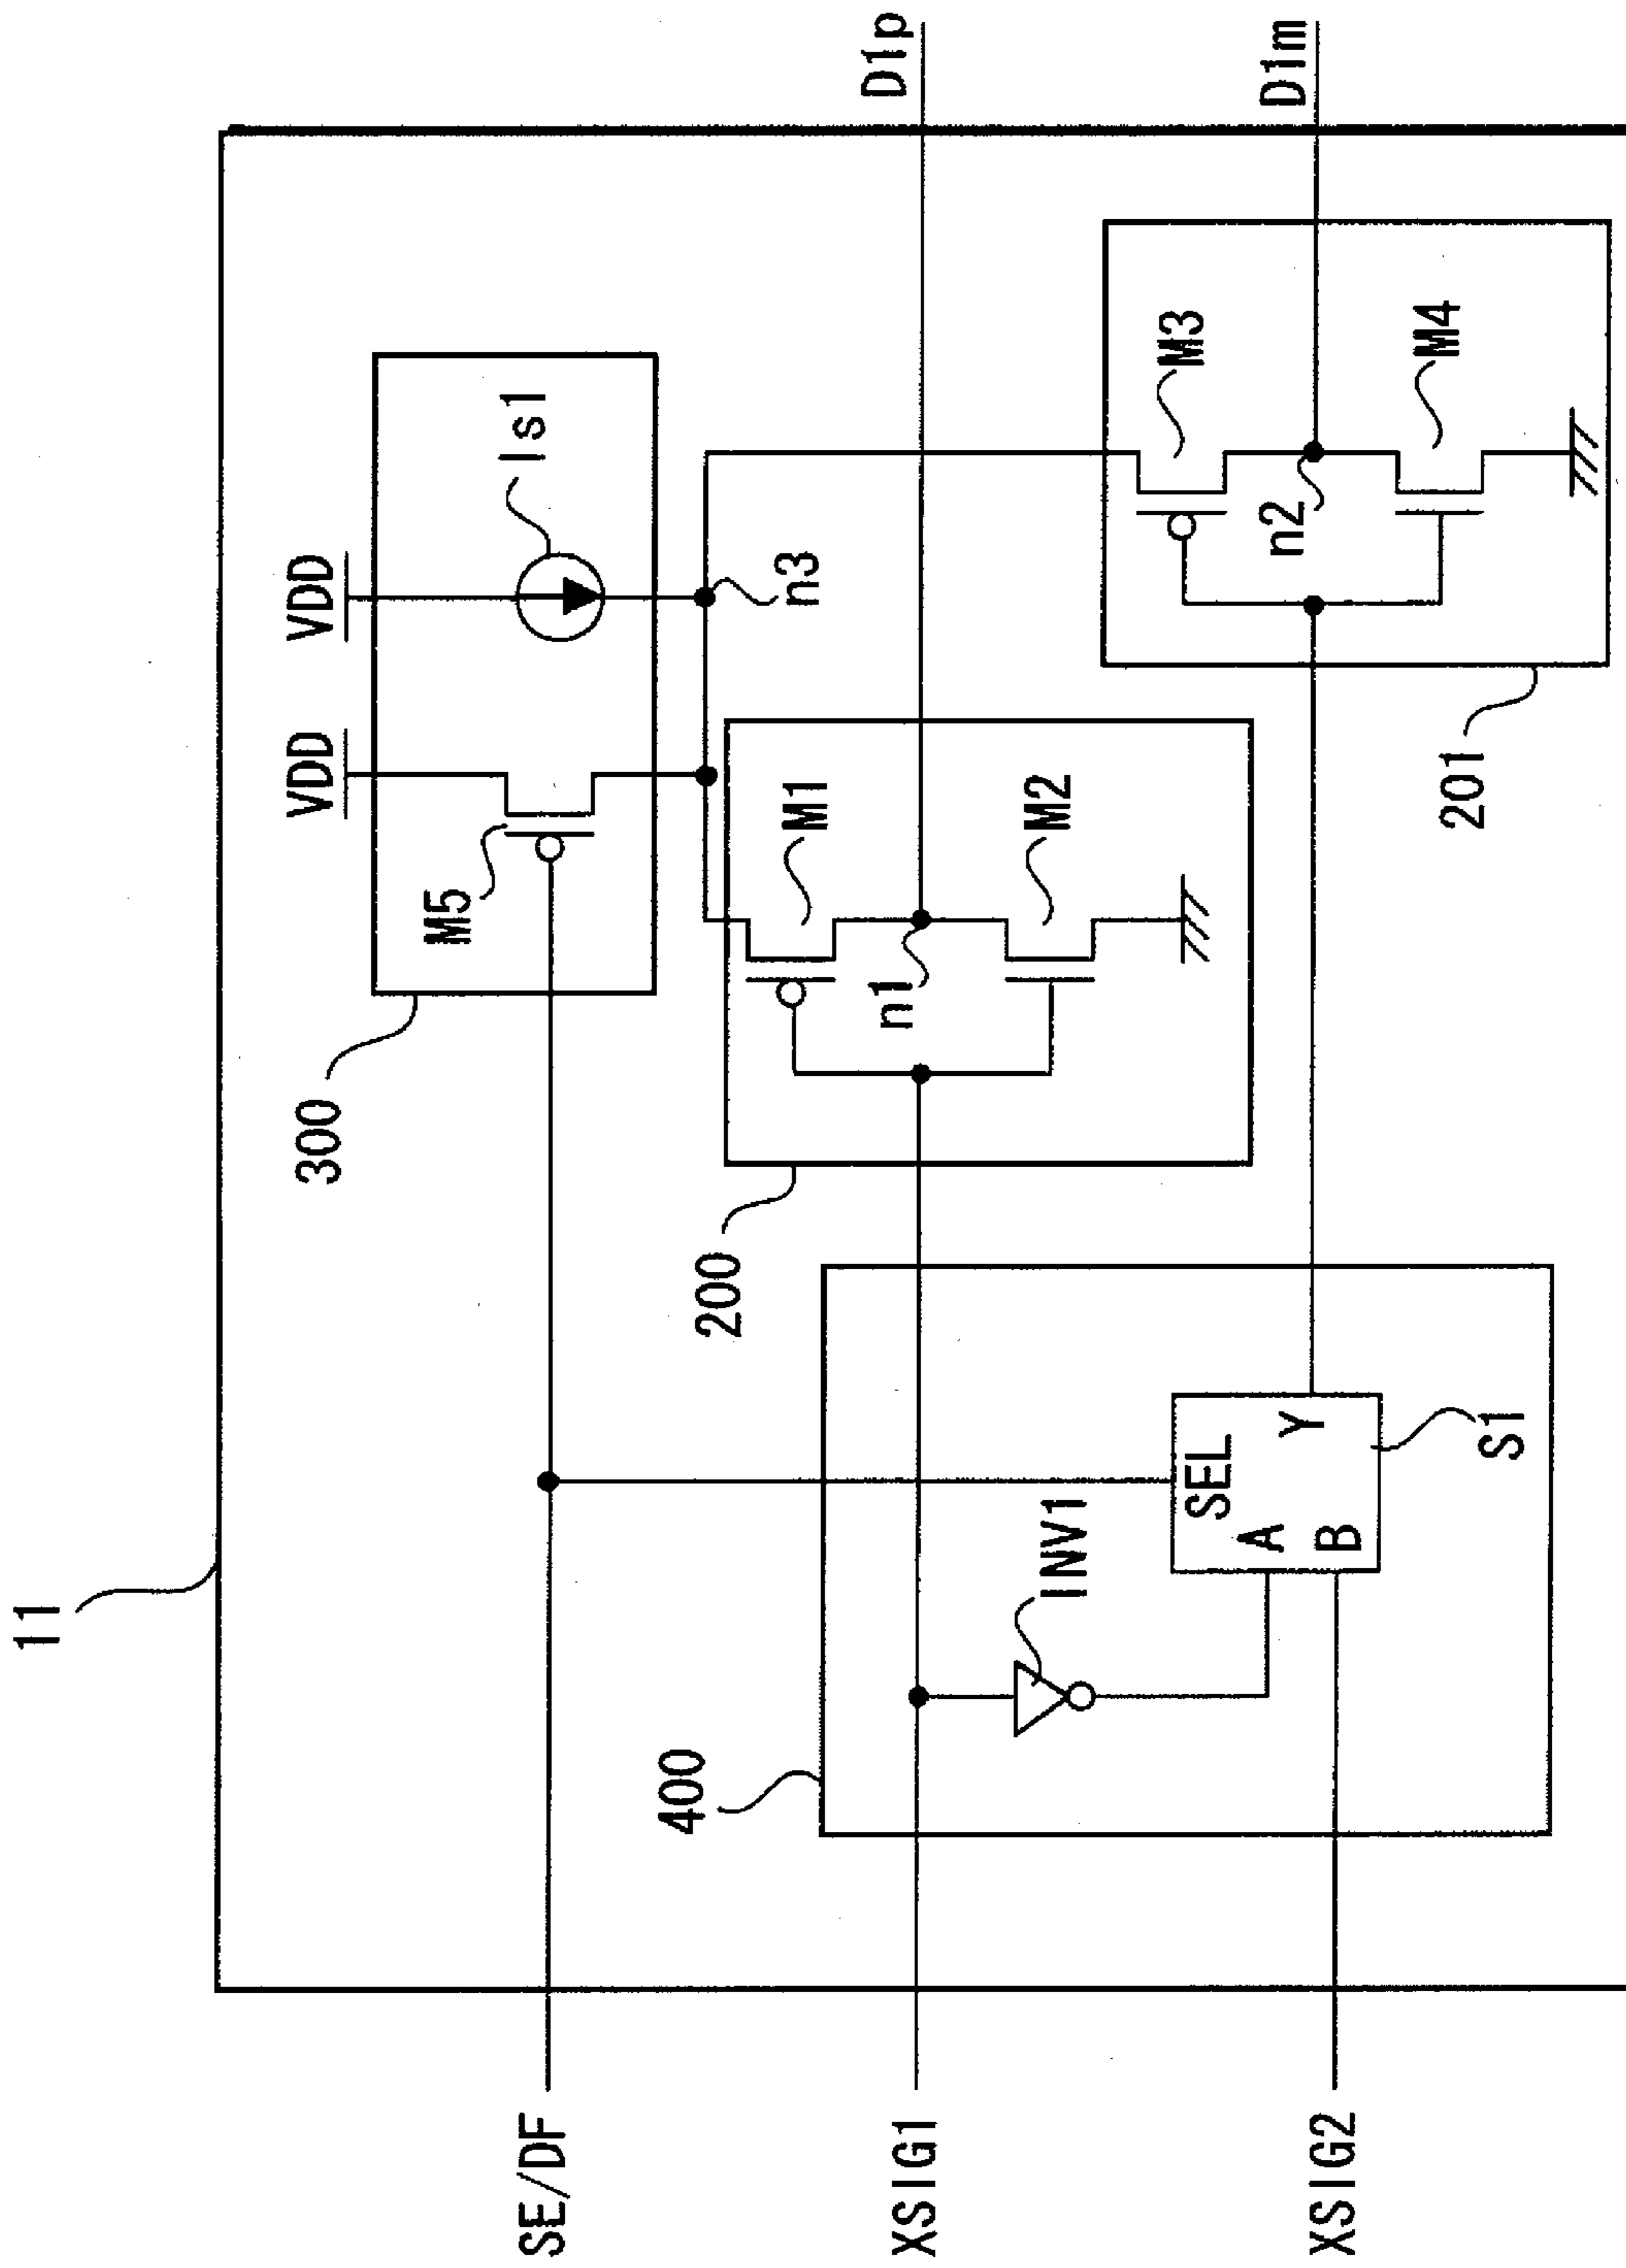 11
SE/DF
XSIG1
XSIG2
400
INV1
SEL
A
B
Y
S1
300
M5
VDD
VDD
Is1
n3
200
M1
n1
M2
201
M3
n2
M4
D1p
D1m